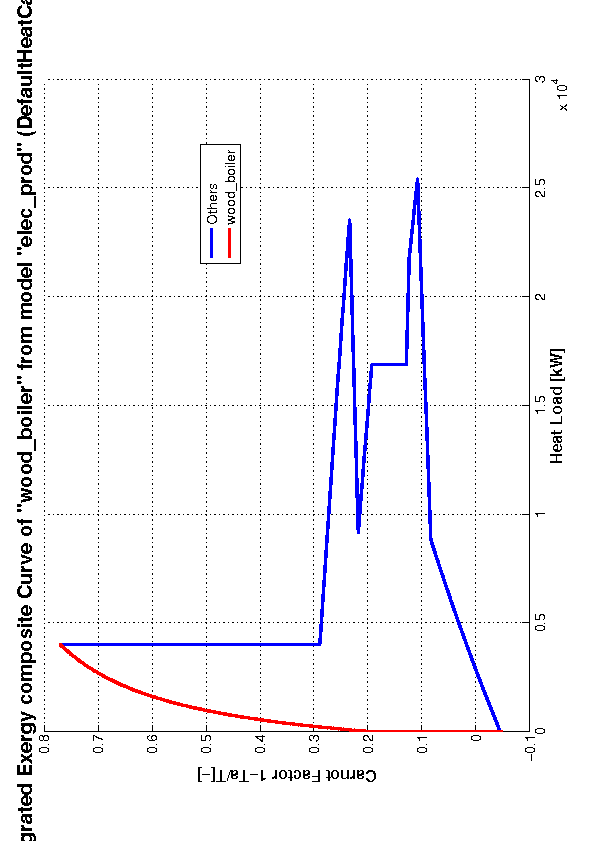 grated Exergy composite Curve of "wood_boiler" from model "elec_prod" (DefaultHeatCa
0.8
0.7
0.6
0.5
0.4
0.3
0.2
0.1
0
−0.1
Carnot Factor 1−Ta/T[−]
Others
wood_boiler
0
0.5
1
1.5
2
2.5
3
x 10⁴
Heat Load [kW]